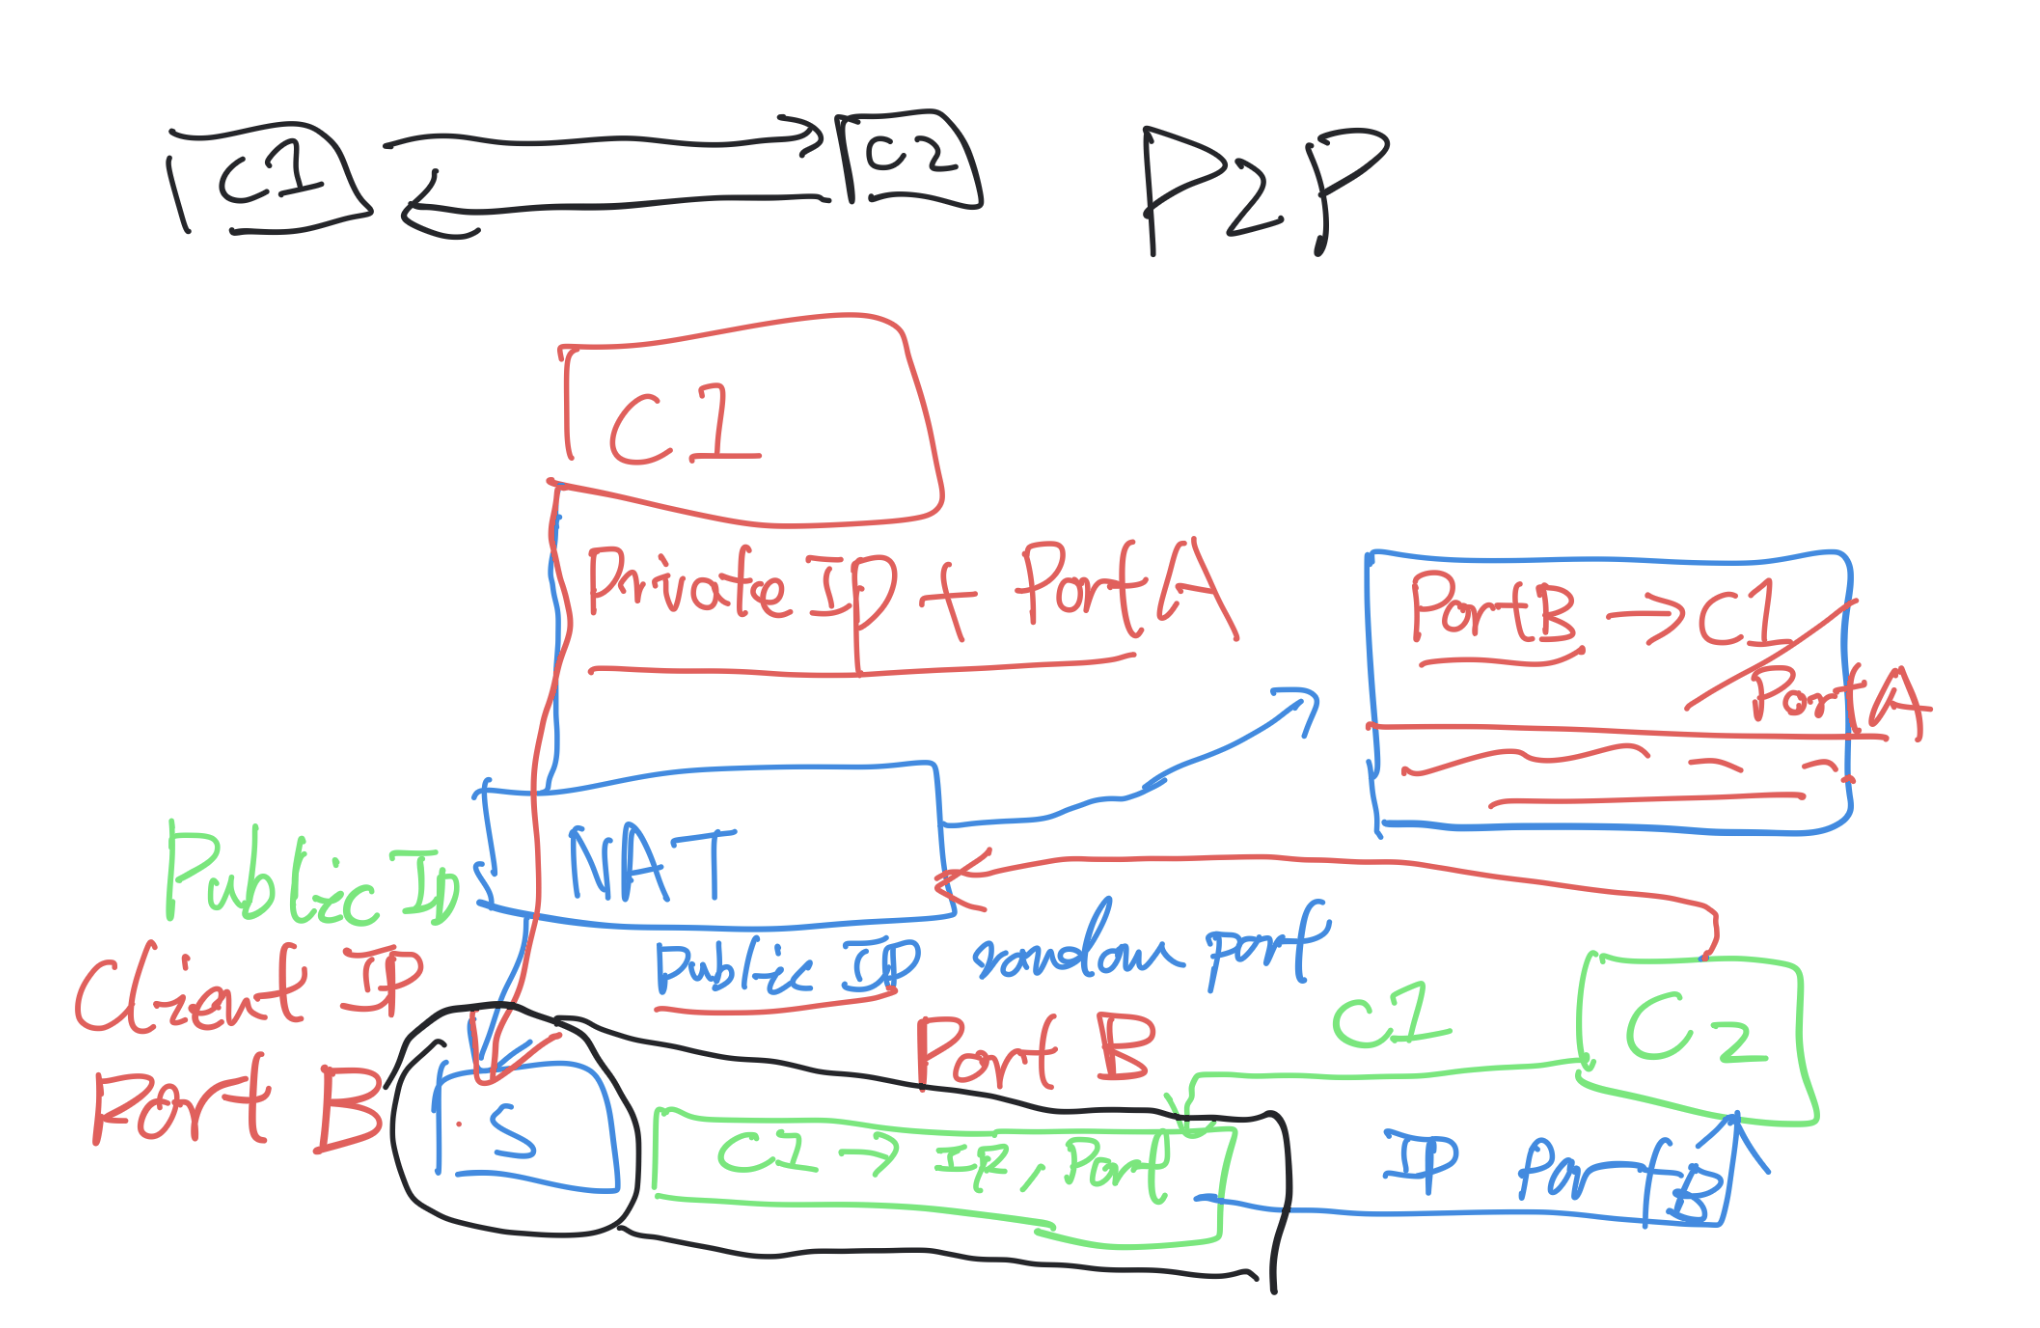 C1
C2
P2P
C1
Private IP + Port A
Port B → C1
Port A
NAT
Public IP
Client IP
Port B
Public IP random port
Port B
C1
C2
S
C1 → IP, Port
IP Port B